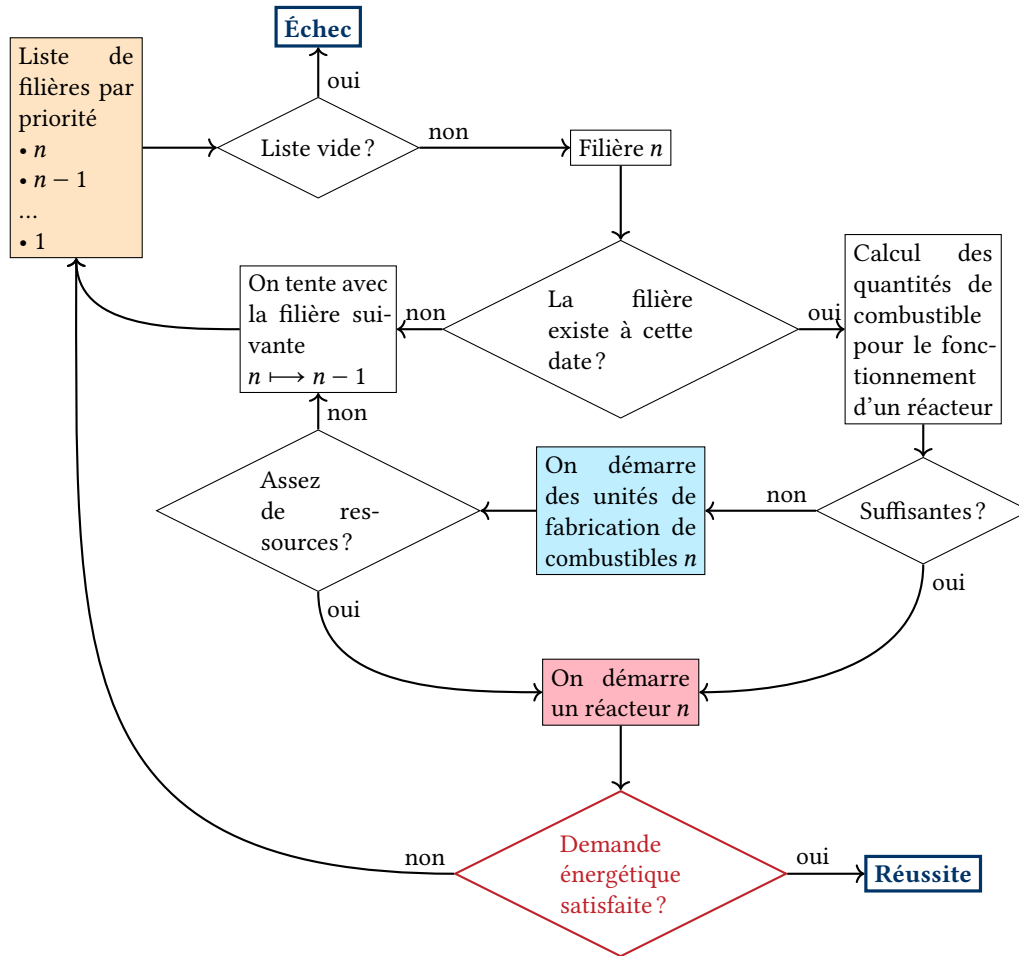 Échec
Liste de
filières par
priorité
• n
• n − 1
...
• 1
oui
Liste vide ?
non
Filière n
On tente avec
la filière sui-
vante
n ⟼ n − 1
non
La filière
existe à cette
date ?
oui
Calcul des
quantités de
combustible
pour le fonc-
tionnement
d'un réacteur
non
Assez
de res-
sources ?
On démarre
des unités de
fabrication de
combustibles n
non
Suffisantes ?
oui
oui
On démarre
un réacteur n
non
Demande
énergétique
satisfaite ?
oui
Réussite